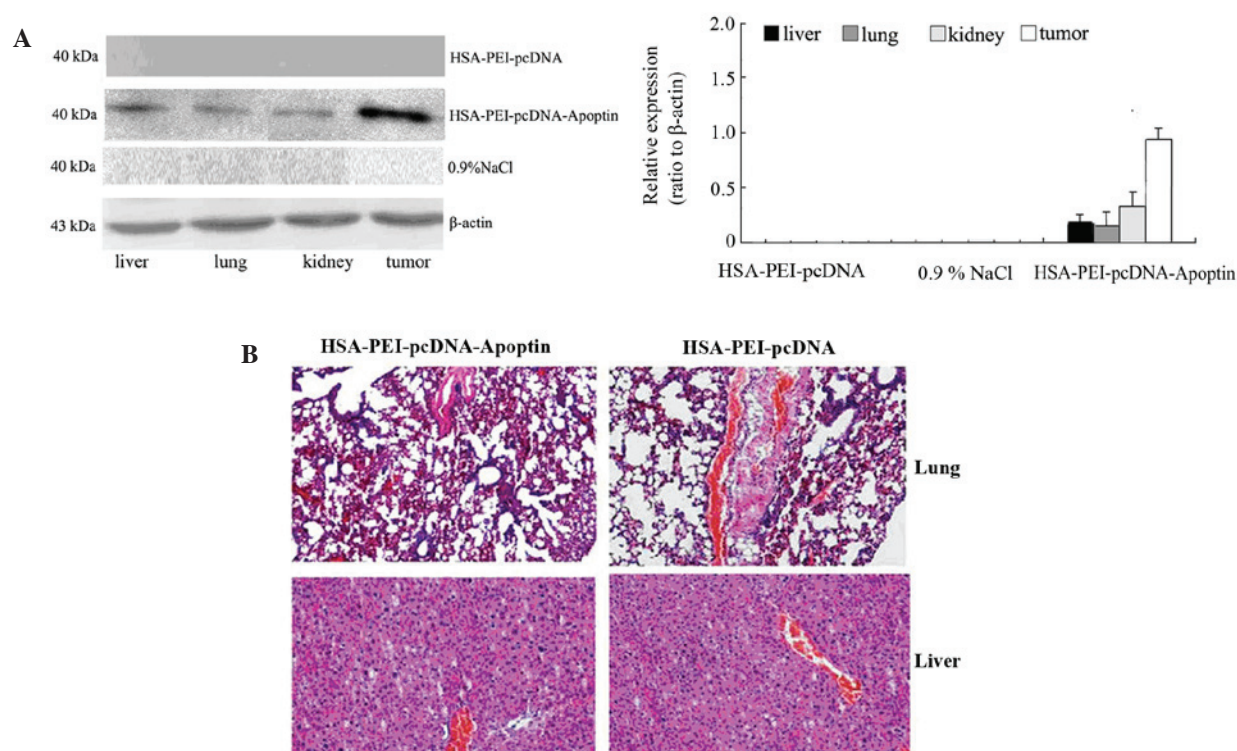 A
40 kDa HSA-PEI-pcDNA
40 kDa HSA-PEI-pcDNA-Apoptin
40 kDa 0.9%NaCl
43 kDa β-actin
liver lung kidney tumor
Relative expression
(ratio to β-actin)
2.0
1.5
1.0
0.5
0
liver lung kidney tumor
HSA-PEI-pcDNA 0.9 % NaCl HSA-PEI-pcDNA-Apoptin
B
HSA-PEI-pcDNA-Apoptin HSA-PEI-pcDNA
Lung
Liver